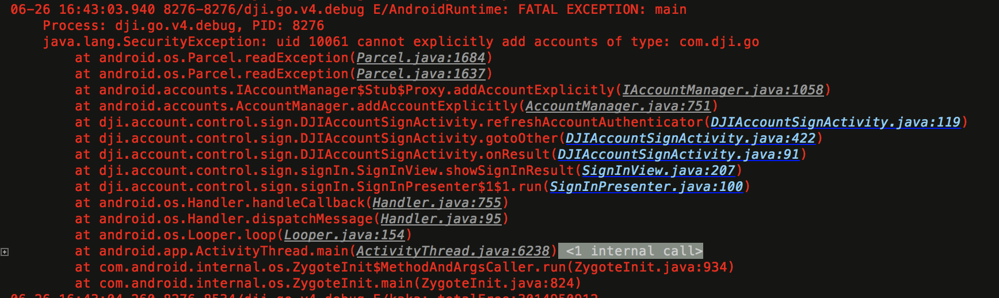 06-26 16:43:03.940 8276-8276/dji.go.v4.debug E/AndroidRuntime: FATAL EXCEPTION: main
Process: dji.go.v4.debug, PID: 8276
java.lang.SecurityException: uid 10061 cannot explicitly add accounts of type: com.dji.go
at android.os.Parcel.readException(Parcel.java:1684)
at android.os.Parcel.readException(Parcel.java:1637)
at android.accounts.IAccountManager$Stub$Proxy.addAccountExplicitly(IAccountManager.java:1058)
at android.accounts.AccountManager.addAccountExplicitly(AccountManager.java:751)
at dji.account.control.sign.DJIAccountSignActivity.refreshAccountAuthenticator(DJIAccountSignActivity.java:119)
at dji.account.control.sign.DJIAccountSignActivity.gotoOther(DJIAccountSignActivity.java:422)
at dji.account.control.sign.DJIAccountSignActivity.onResult(DJIAccountSignActivity.java:91)
at dji.account.control.sign.signIn.SignInView.showSignInResult(SignInView.java:207)
at dji.account.control.sign.signIn.SignInPresenter$1$1.run(SignInPresenter.java:100)
at android.os.Handler.handleCallback(Handler.java:755)
at android.os.Handler.dispatchMessage(Handler.java:95)
at android.os.Looper.loop(Looper.java:154)
at android.app.ActivityThread.main(ActivityThread.java:6238) <1 internal call>
at com.android.internal.os.ZygoteInit$MethodAndArgsCaller.run(ZygoteInit.java:934)
at com.android.internal.os.ZygoteInit.main(ZygoteInit.java:824)